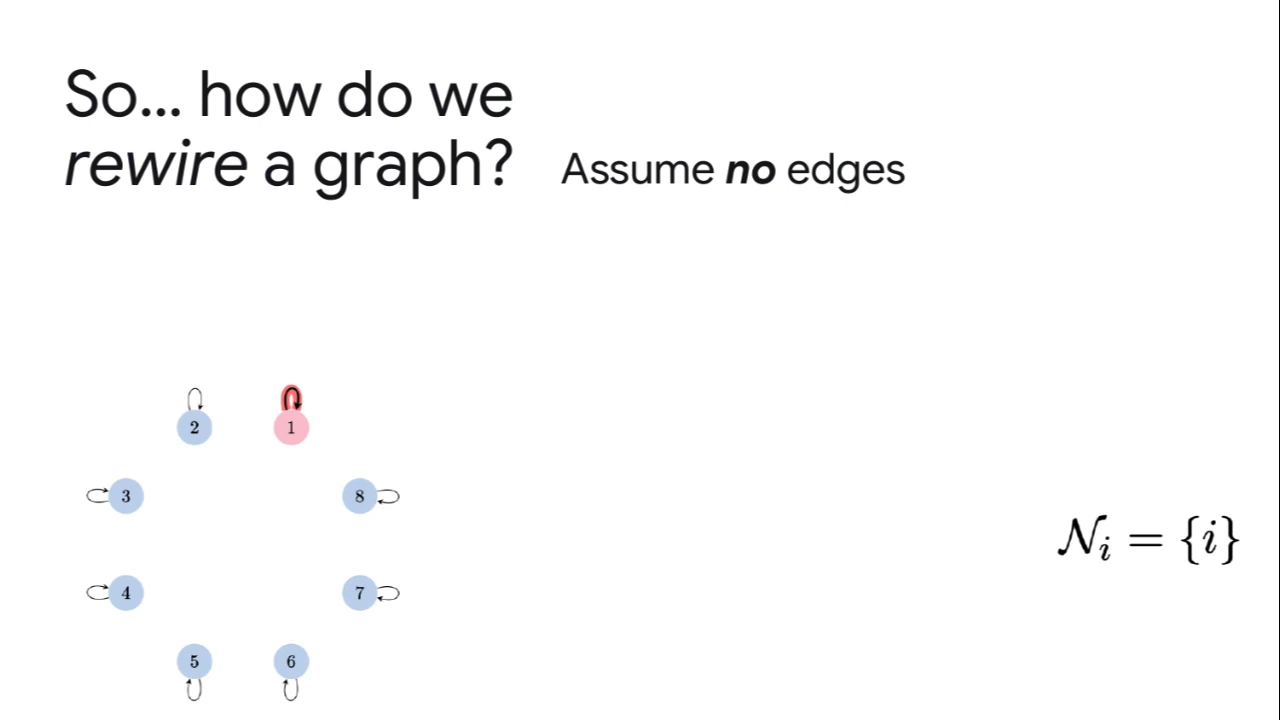 So... how do we
rewire a graph?
Assume no edges
2
1
3
8
𝒩ᵢ = {i}
4
7
5
6